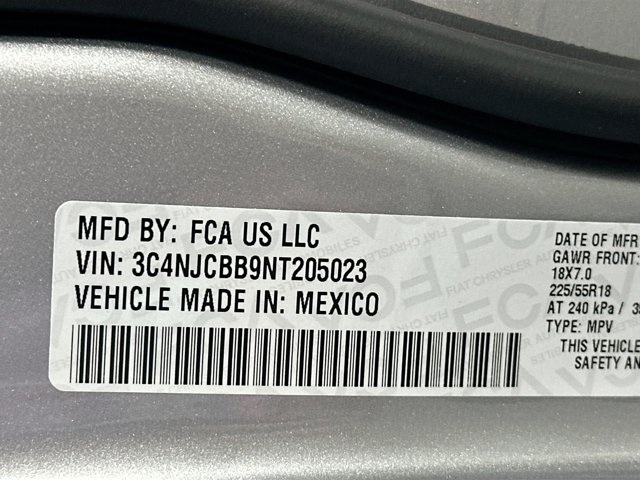 MFD BY: FCA US LLC
VIN: 3C4NJCBB9NT205023
VEHICLE MADE IN: MEXICO
DATE OF MFR
GAWR FRONT:
18X7.0
225/55R18
AT 240 kPa / 35
TYPE: MPV
THIS VEHICLE
SAFETY AN